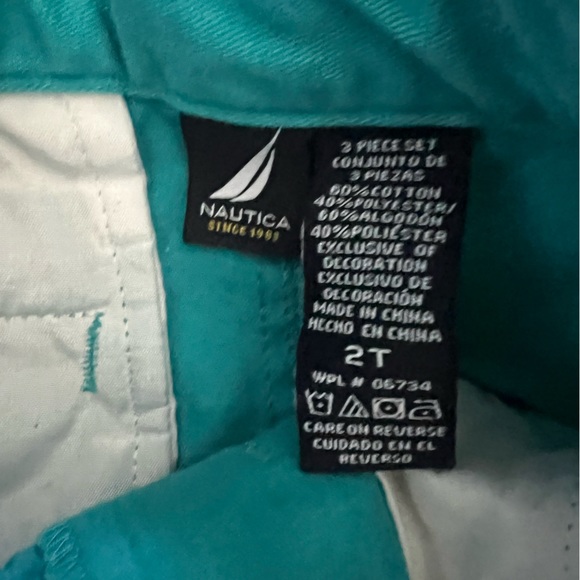 NAUTICA
SINCE 1983
3 PIECE SET
CONJUNTO DE
3 PIEZAS
60%COTTON
40%POLYESTER/
60%ALGODÓN
40%POLIÉSTER
EXCLUSIVE OF
DECORATION
EXCLUSIVO DE
DECORACIÓN
MADE IN CHINA
HECHO EN CHINA
2T
WPL # 06734
CARE ON REVERSE
CUIDADO EN EL
REVERSO